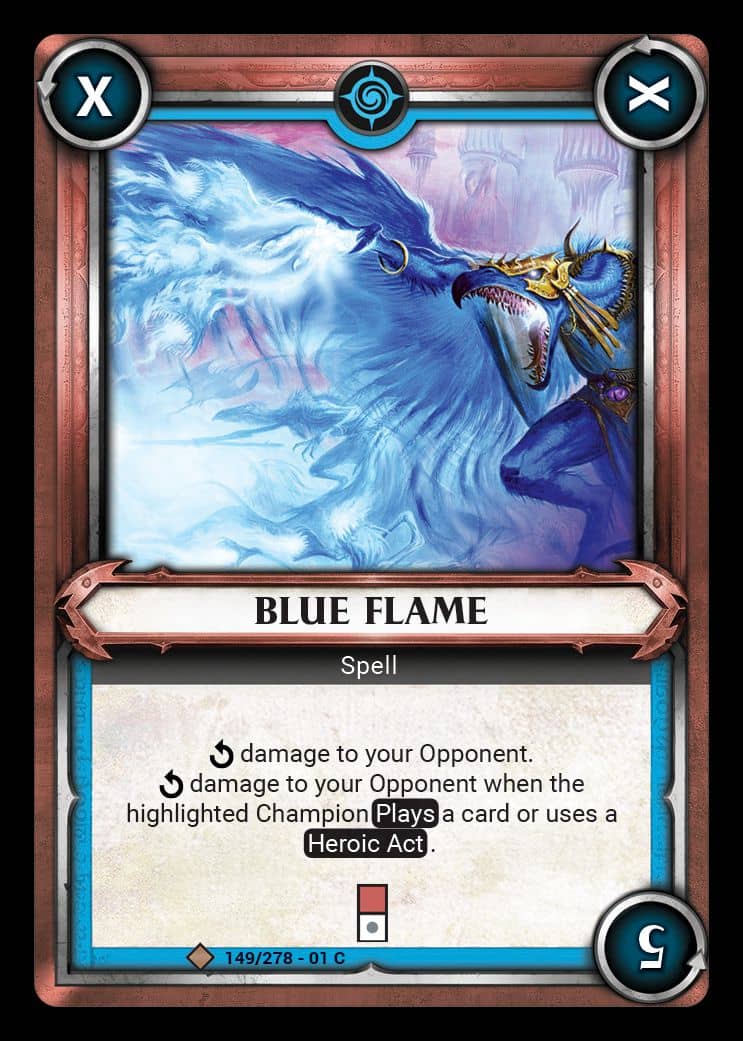 X X
BLUE FLAME
Spell
damage to your Opponent.
damage to your Opponent when the
highlighted Champion Plays a card or uses a
Heroic Act.
149/278 - 01 C
5